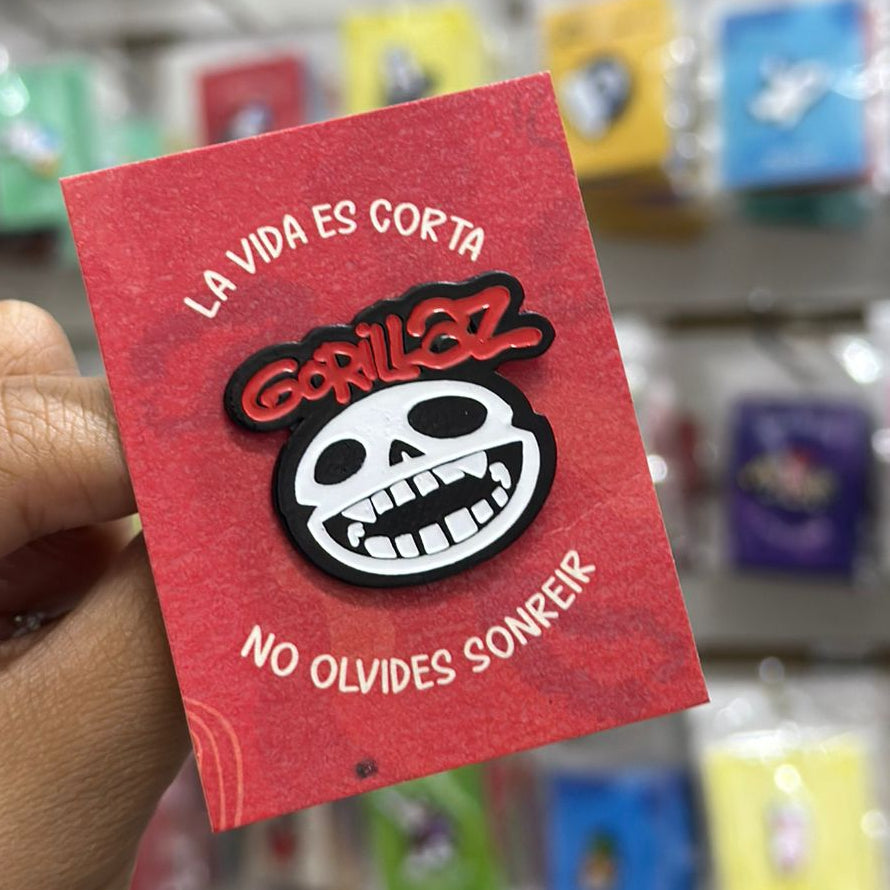 LA VIDA ES CORTA
GORiLLAZ
NO OLVIDES SONREIR